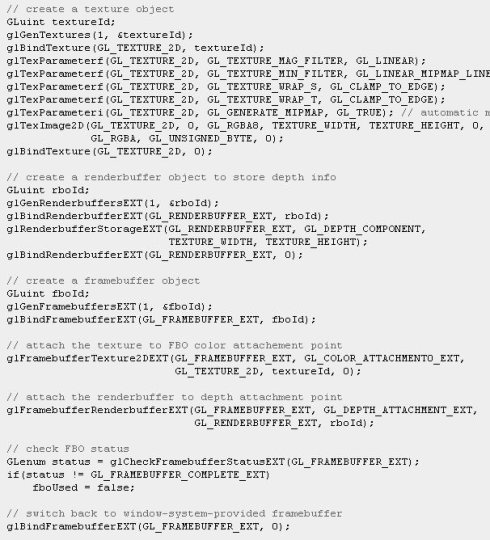 // create a texture object
GLuint textureId;
glGenTextures(1, &textureId);
glBindTexture(GL_TEXTURE_2D, textureId);
glTexParameterf(GL_TEXTURE_2D, GL_TEXTURE_MAG_FILTER, GL_LINEAR);
glTexParameterf(GL_TEXTURE_2D, GL_TEXTURE_MIN_FILTER, GL_LINEAR_MIPMAP_LINE
glTexParameterf(GL_TEXTURE_2D, GL_TEXTURE_WRAP_S, GL_CLAMP_TO_EDGE);
glTexParameterf(GL_TEXTURE_2D, GL_TEXTURE_WRAP_T, GL_CLAMP_TO_EDGE);
glTexParameteri(GL_TEXTURE_2D, GL_GENERATE_MIPMAP, GL_TRUE); // automatic m
glTexImage2D(GL_TEXTURE_2D, 0, GL_RGBA8, TEXTURE_WIDTH, TEXTURE_HEIGHT, 0,
GL_RGBA, GL_UNSIGNED_BYTE, 0);
glBindTexture(GL_TEXTURE_2D, 0);
// create a renderbuffer object to store depth info
GLuint rboId;
glGenRenderbuffersEXT(1, &rboId);
glBindRenderbufferEXT(GL_RENDERBUFFER_EXT, rboId);
glRenderbufferStorageEXT(GL_RENDERBUFFER_EXT, GL_DEPTH_COMPONENT,
TEXTURE_WIDTH, TEXTURE_HEIGHT);
glBindRenderbufferEXT(GL_RENDERBUFFER_EXT, 0);
// create a framebuffer object
GLuint fboId;
glGenFramebuffersEXT(1, &fboId);
glBindFramebufferEXT(GL_FRAMEBUFFER_EXT, fboId);
// attach the texture to FBO color attachement point
glFramebufferTexture2DEXT(GL_FRAMEBUFFER_EXT, GL_COLOR_ATTACHMENT0_EXT,
GL_TEXTURE_2D, textureId, 0);
// attach the renderbuffer to depth attachment point
glFramebufferRenderbufferEXT(GL_FRAMEBUFFER_EXT, GL_DEPTH_ATTACHMENT_EXT,
GL_RENDERBUFFER_EXT, rboId);
// check FBO status
GLenum status = glCheckFramebufferStatusEXT(GL_FRAMEBUFFER_EXT);
if(status != GL_FRAMEBUFFER_COMPLETE_EXT)
fboUsed = false;
// switch back to window-system-provided framebuffer
glBindFramebufferEXT(GL_FRAMEBUFFER_EXT, 0);